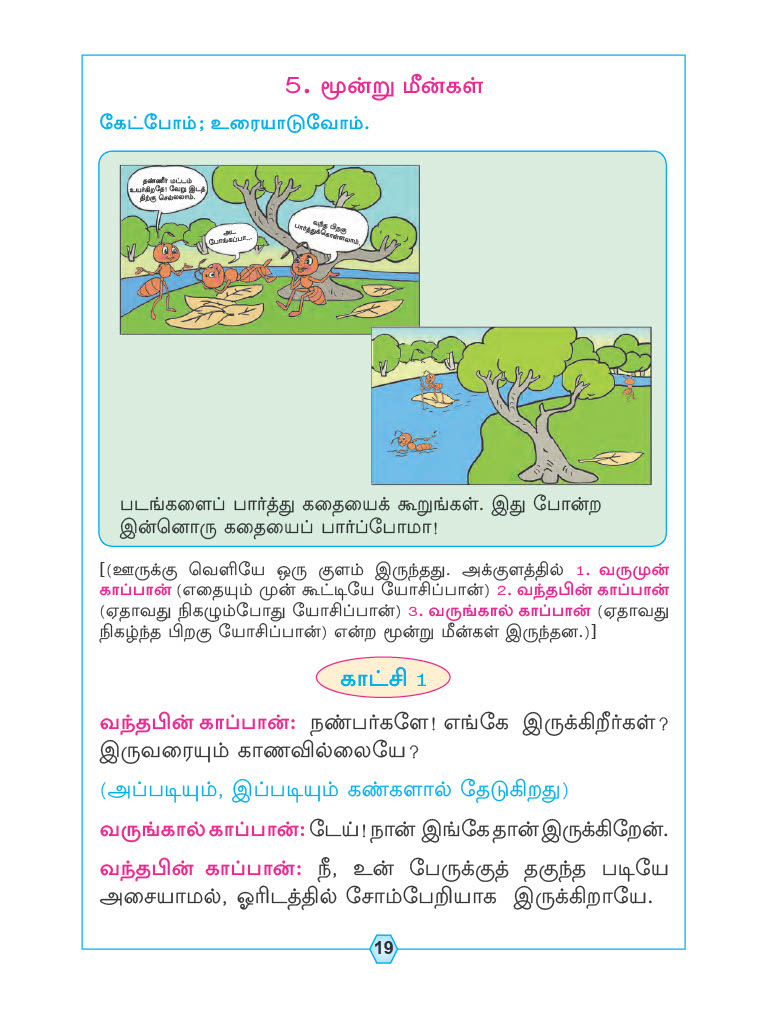 5. மூன்று மீன்கள்
கேட்போம்; உரையாடுவோம்.
தண்ணீர் மட்டம்
உயர்கிறதே! வேறு இடத்
திற்கு செல்லலாம்.
அட
போங்கப்பா...
வந்த பிறகு
பார்த்துக்கொள்ளலாம்.
படங்களைப் பார்த்து கதையைக் கூறுங்கள். இது போன்ற
இன்னொரு கதையைப் பார்ப்போமா!
[(ஊருக்கு வெளியே ஒரு குளம் இருந்தது. அக்குளத்தில் 1. வருமுன்
காப்பான் (எதையும் முன் கூட்டியே யோசிப்பான்) 2. வந்தபின் காப்பான்
(ஏதாவது நிகழும்போது யோசிப்பான்) 3. வருங்கால் காப்பான் (ஏதாவது
நிகழ்ந்த பிறகு யோசிப்பான்) என்ற மூன்று மீன்கள் இருந்தன.)]
காட்சி 1
வந்தபின் காப்பான்: நண்பர்களே! எங்கே இருக்கிறீர்கள்?
இருவரையும் காணவில்லையே?
(அப்படியும், இப்படியும் கண்களால் தேடுகிறது)
வருங்கால் காப்பான்: டேய்! நான் இங்கே தான் இருக்கிறேன்.
வந்தபின் காப்பான்: நீ, உன் பேருக்குத் தகுந்த படியே
அசையாமல், ஓரிடத்தில் சோம்பேறியாக இருக்கிறாயே.
19